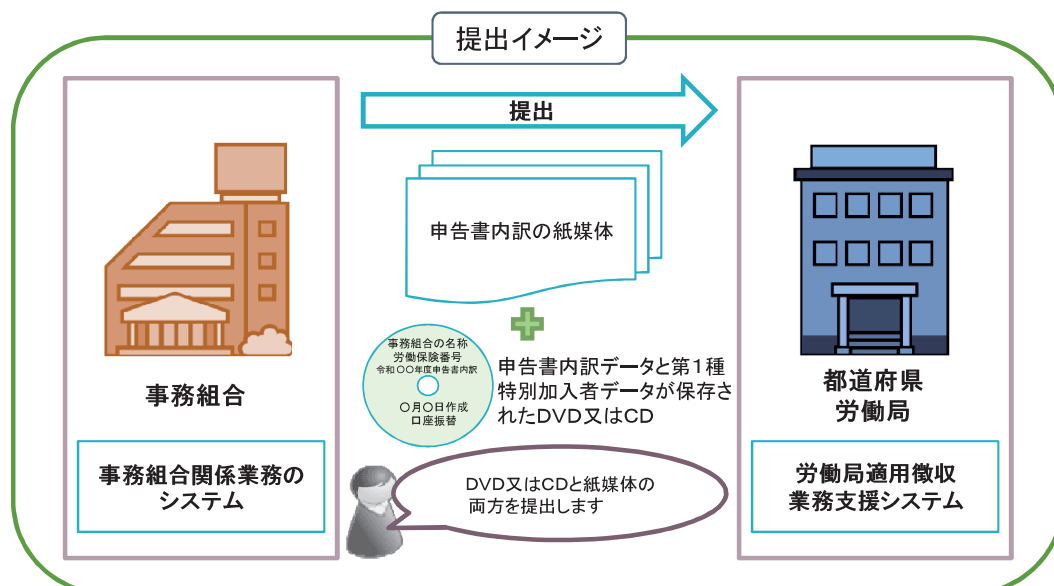 提出イメージ
提出
申告書内訳の紙媒体
事務組合の名称
労働保険番号
令和〇〇年度申告書内訳
〇月〇日作成
口座振替
申告書内訳データと第1種
特別加入者データが保存さ
れたDVD又はCD
事務組合
事務組合関係業務の
システム
DVD又はCDと紙媒体の
両方を提出します
都道府県
労働局
労働局適用徴収
業務支援システム